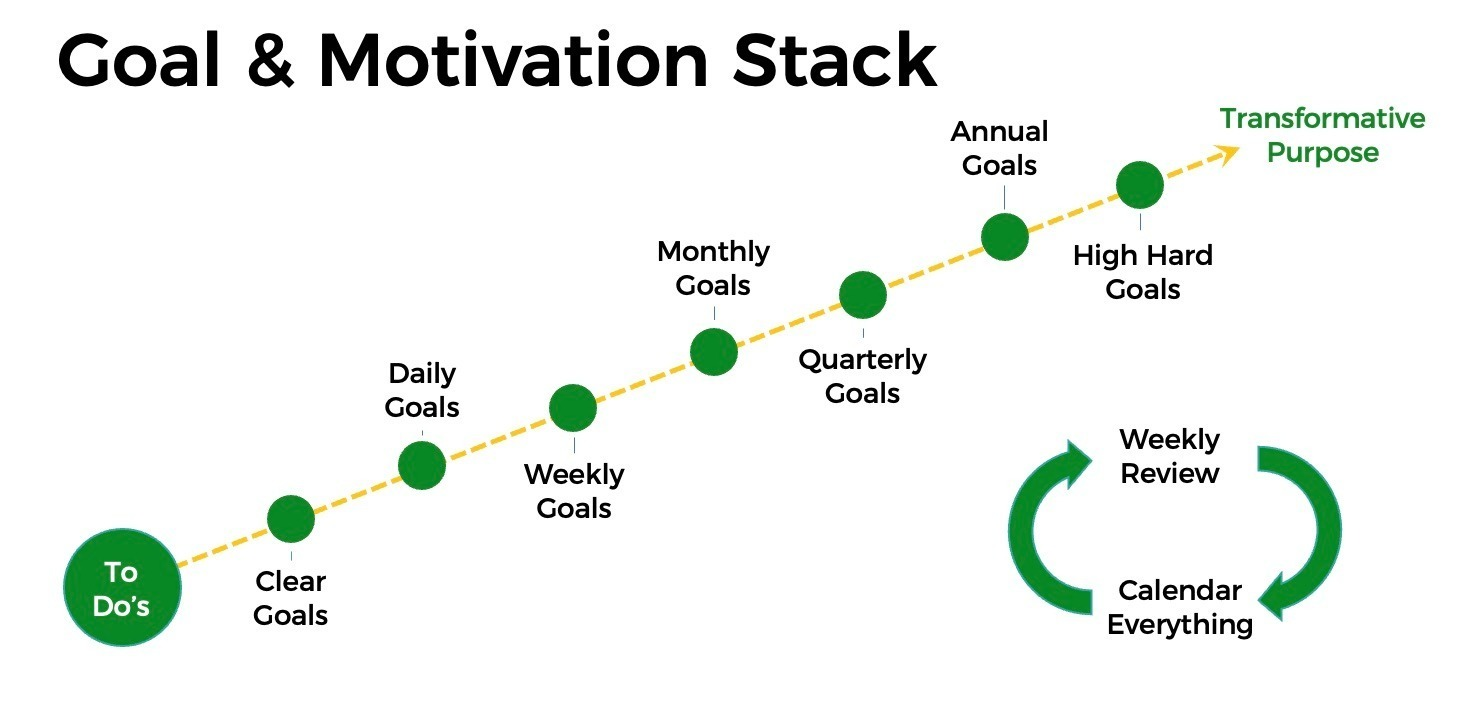 Goal & Motivation Stack
Transformative
Purpose
Annual
Goals
High Hard
Goals
Monthly
Goals
Quarterly
Goals
Daily
Goals
Weekly
Goals
To
Do’s
Clear
Goals
Weekly
Review
Calendar
Everything